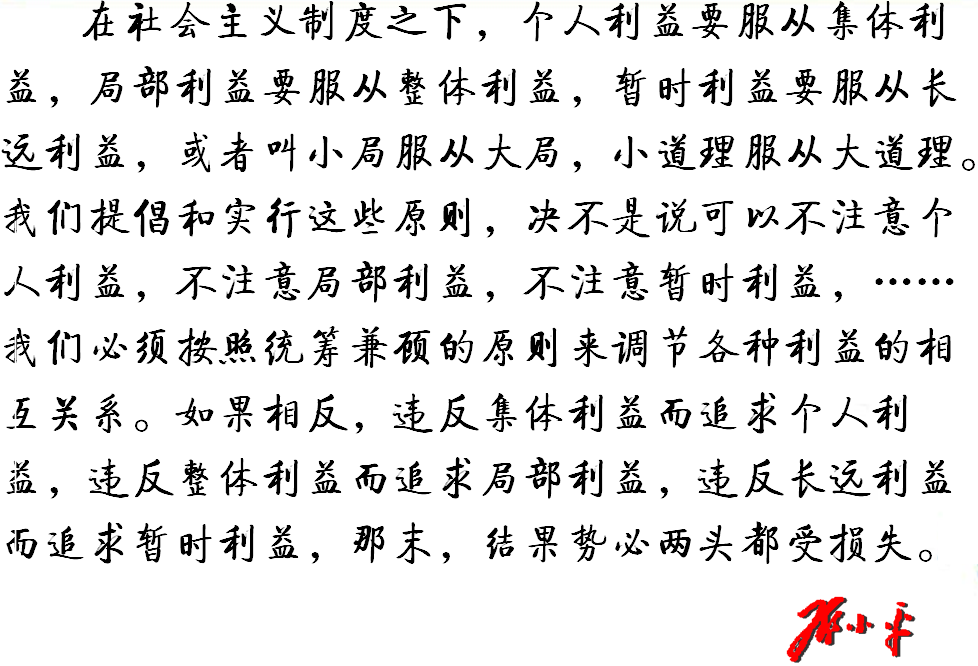 在社会主义制度之下，个人利益要服从集体利
益，局部利益要服从整体利益，暂时利益要服从长
远利益，或者叫小局服从大局，小道理服从大道理。
我们提倡和实行这些原则，决不是说可以不注意个
人利益，不注意局部利益，不注意暂时利益，……
我们必须按照统筹兼顾的原则来调节各种利益的相
互关系。如果相反，违反集体利益而追求个人利
益，违反整体利益而追求局部利益，违反长远利益
而追求暂时利益，那末，结果势必两头都受损失。
邓小平